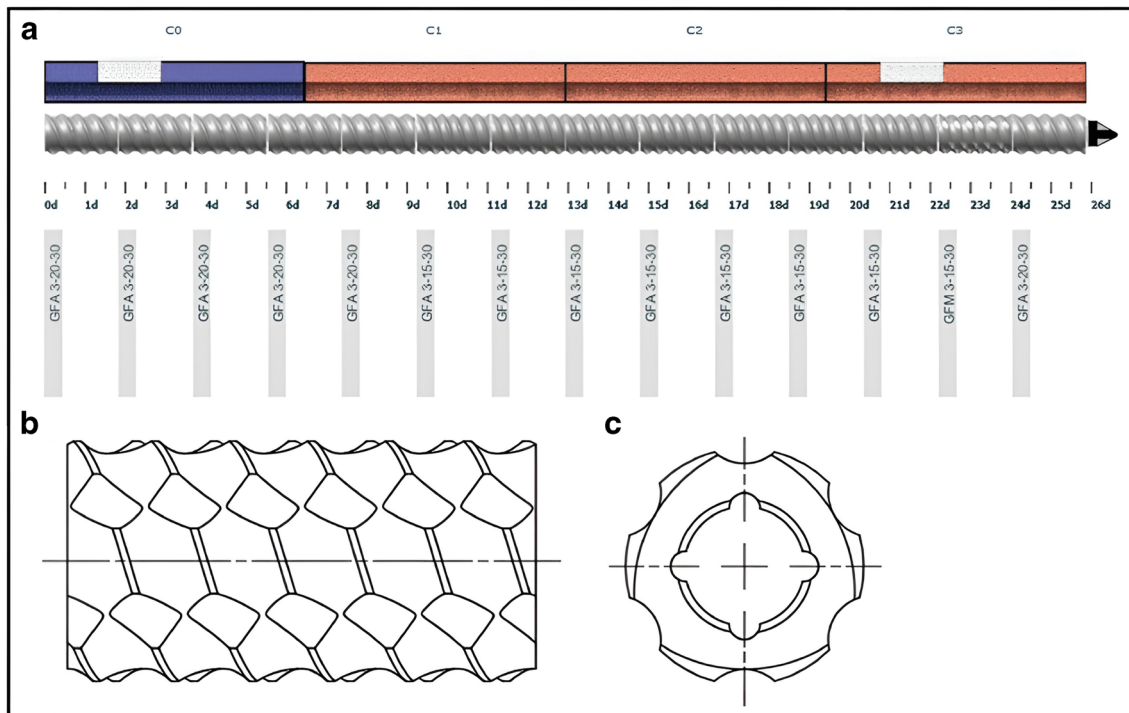 a
C0 C1 C2 C3
0d 1d 2d 3d 4d 5d 6d 7d 8d 9d 10d 11d 12d 13d 14d 15d 16d 17d 18d 19d 20d 21d 22d 23d 24d 25d 26d
GFA 3-20-30
GFA 3-20-30
GFA 3-20-30
GFA 3-20-30
GFA 3-20-30
GFA 3-15-30
GFA 3-15-30
GFA 3-15-30
GFA 3-15-30
GFA 3-15-30
GFA 3-15-30
GFA 3-15-30
GFM 3-15-30
GFA 3-20-30
b
c